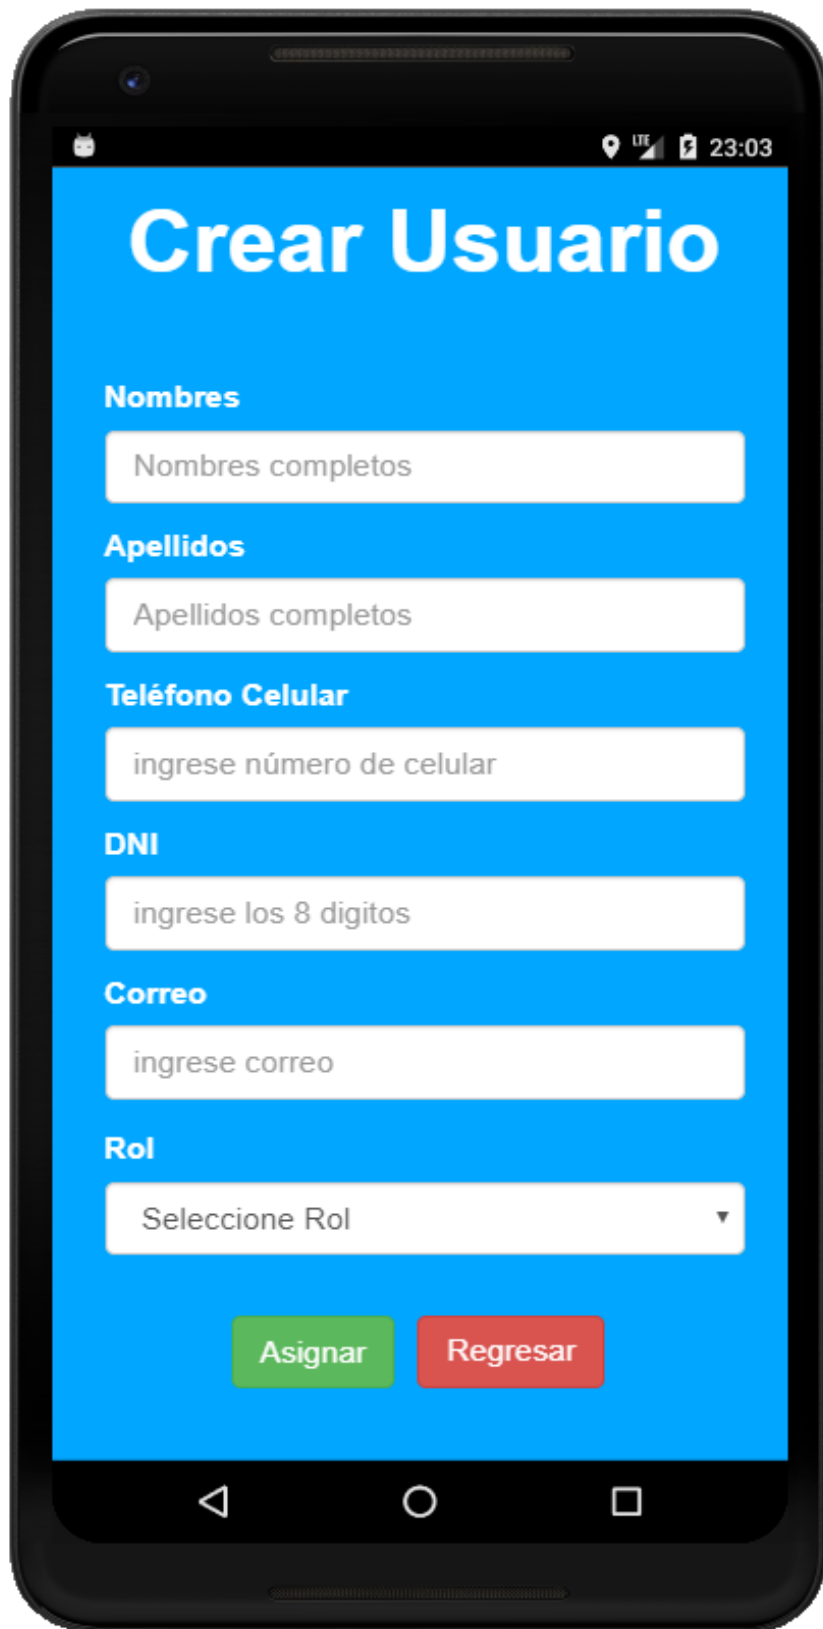 LTE 23:03
Crear Usuario
Nombres
Nombres completos
Apellidos
Apellidos completos
Teléfono Celular
ingrese número de celular
DNI
ingrese los 8 digitos
Correo
ingrese correo
Rol
Seleccione Rol
Asignar Regresar